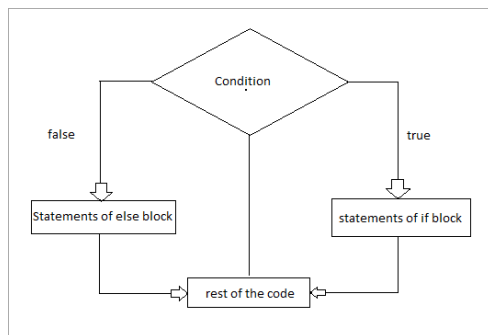 Condition
false
true
Statements of else block
statements of if block
rest of the code